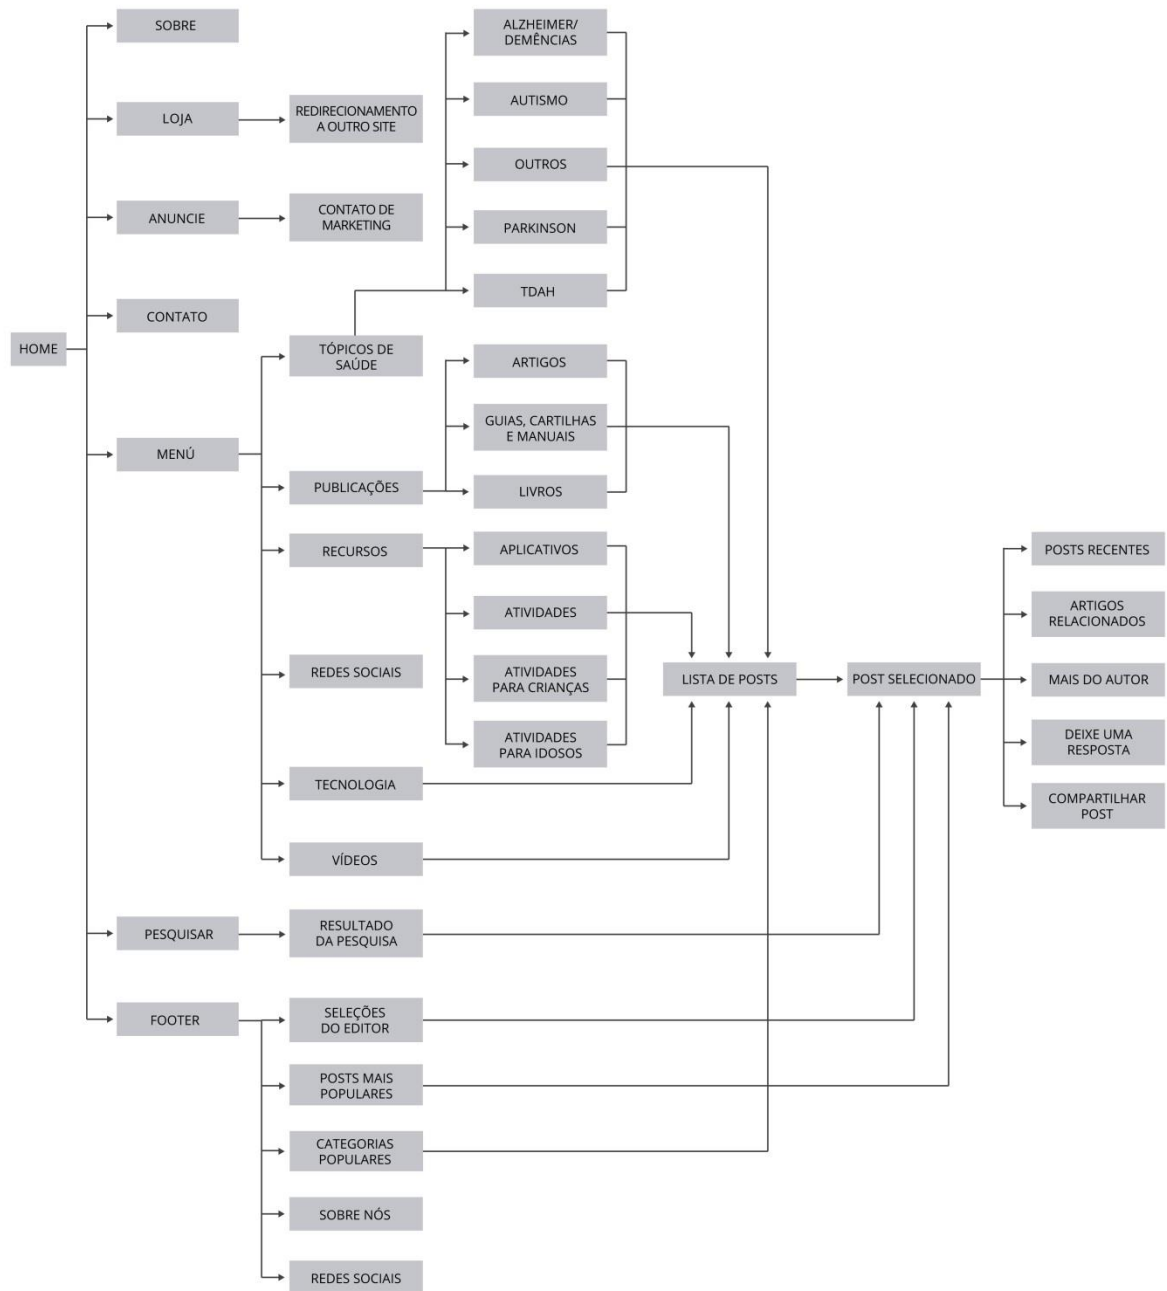 SOBRE
LOJA
REDIRECIONAMENTO
A OUTRO SITE
ANUNCIE
CONTATO DE
MARKETING
CONTATO
HOME
MENÚ
TÓPICOS DE
SAÚDE
ALZHEIMER/
DEMÊNCIAS
AUTISMO
OUTROS
PARKINSON
TDAH
PUBLICAÇÕES
ARTIGOS
GUIAS, CARTILHAS
E MANUAIS
LIVROS
RECURSOS
APLICATIVOS
ATIVIDADES
ATIVIDADES
PARA CRIANÇAS
ATIVIDADES
PARA IDOSOS
REDES SOCIAIS
TECNOLOGIA
VÍDEOS
LISTA DE POSTS
POST SELECIONADO
POSTS RECENTES
ARTIGOS
RELACIONADOS
MAIS DO AUTOR
DEIXE UMA
RESPOSTA
COMPARTILHAR
POST
PESQUISAR
RESULTADO
DA PESQUISA
FOOTER
SELEÇÕES
DO EDITOR
POSTS MAIS
POPULARES
CATEGORIAS
POPULARES
SOBRE NÓS
REDES SOCIAIS